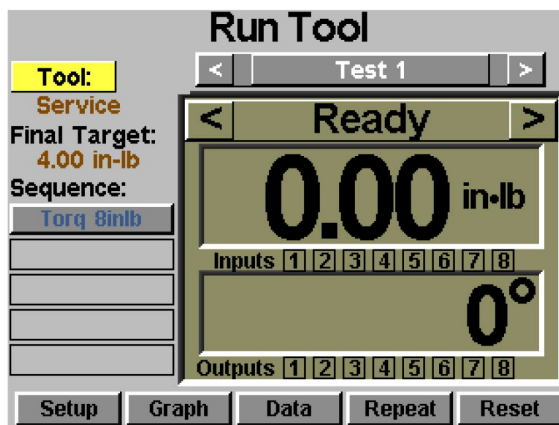 Run Tool
Tool:
< Test 1 >
Service
Final Target:
4.00 in-lb
Sequence:
Torq 8inlb
< Ready >
0.00 in•lb
Inputs 1 2 3 4 5 6 7 8
0°
Outputs 1 2 3 4 5 6 7 8
Setup Graph Data Repeat Reset